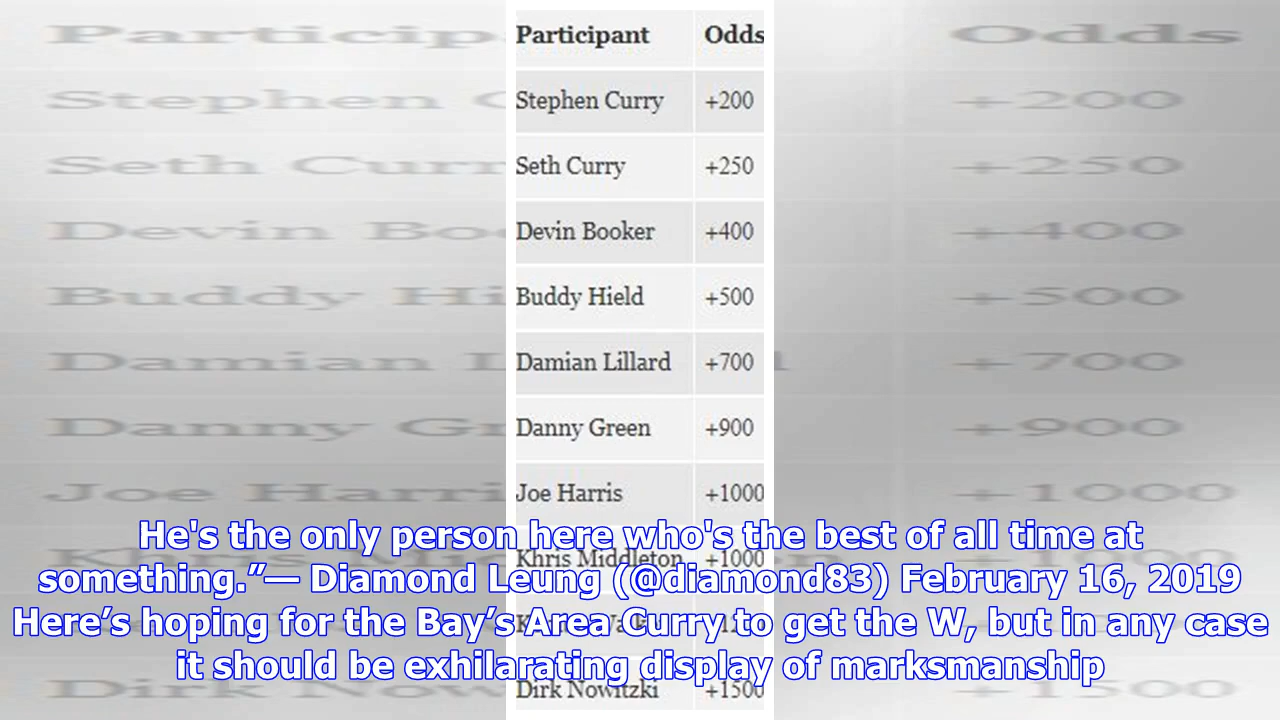 Participant Odds
Stephen Curry +200
Seth Curry +250
Devin Booker +400
Buddy Hield +500
Damian Lillard +700
Danny Green +900
Joe Harris +1000
He's the only person here who's the best of all time at
Khris Middleton +1000
something.”— Diamond Leung (@diamond83) February 16, 2019
Here’s hoping for the Bay’s Area Curry to get the W, but in any case
it should be exhilarating display of marksmanship
Dirk Nowitzki +1500